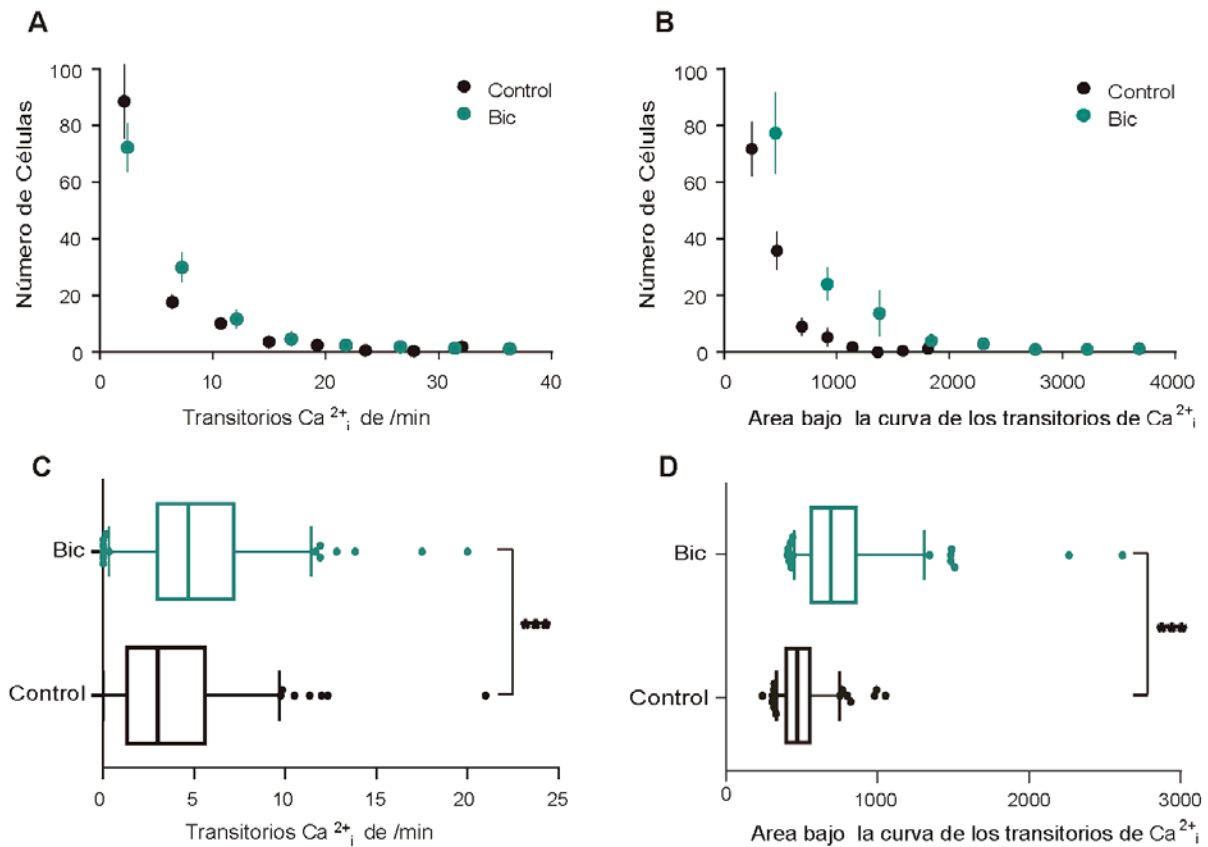 A
100
80
60
40
20
0
Número de Células
Control
Bic
0 10 20 30 40
Transitorios Ca 2+ i de /min
B
100
80
60
40
20
0
Número de Células
Control
Bic
0 1000 2000 3000 4000
Area bajo la curva de los transitorios de Ca 2+ i
C
Bic
Control
***
0 5 10 15 20 25
Transitorios Ca 2+ i de /min
D
Bic
Control
***
0 1000 2000 3000
Area bajo la curva de los transitorios de Ca 2+ i